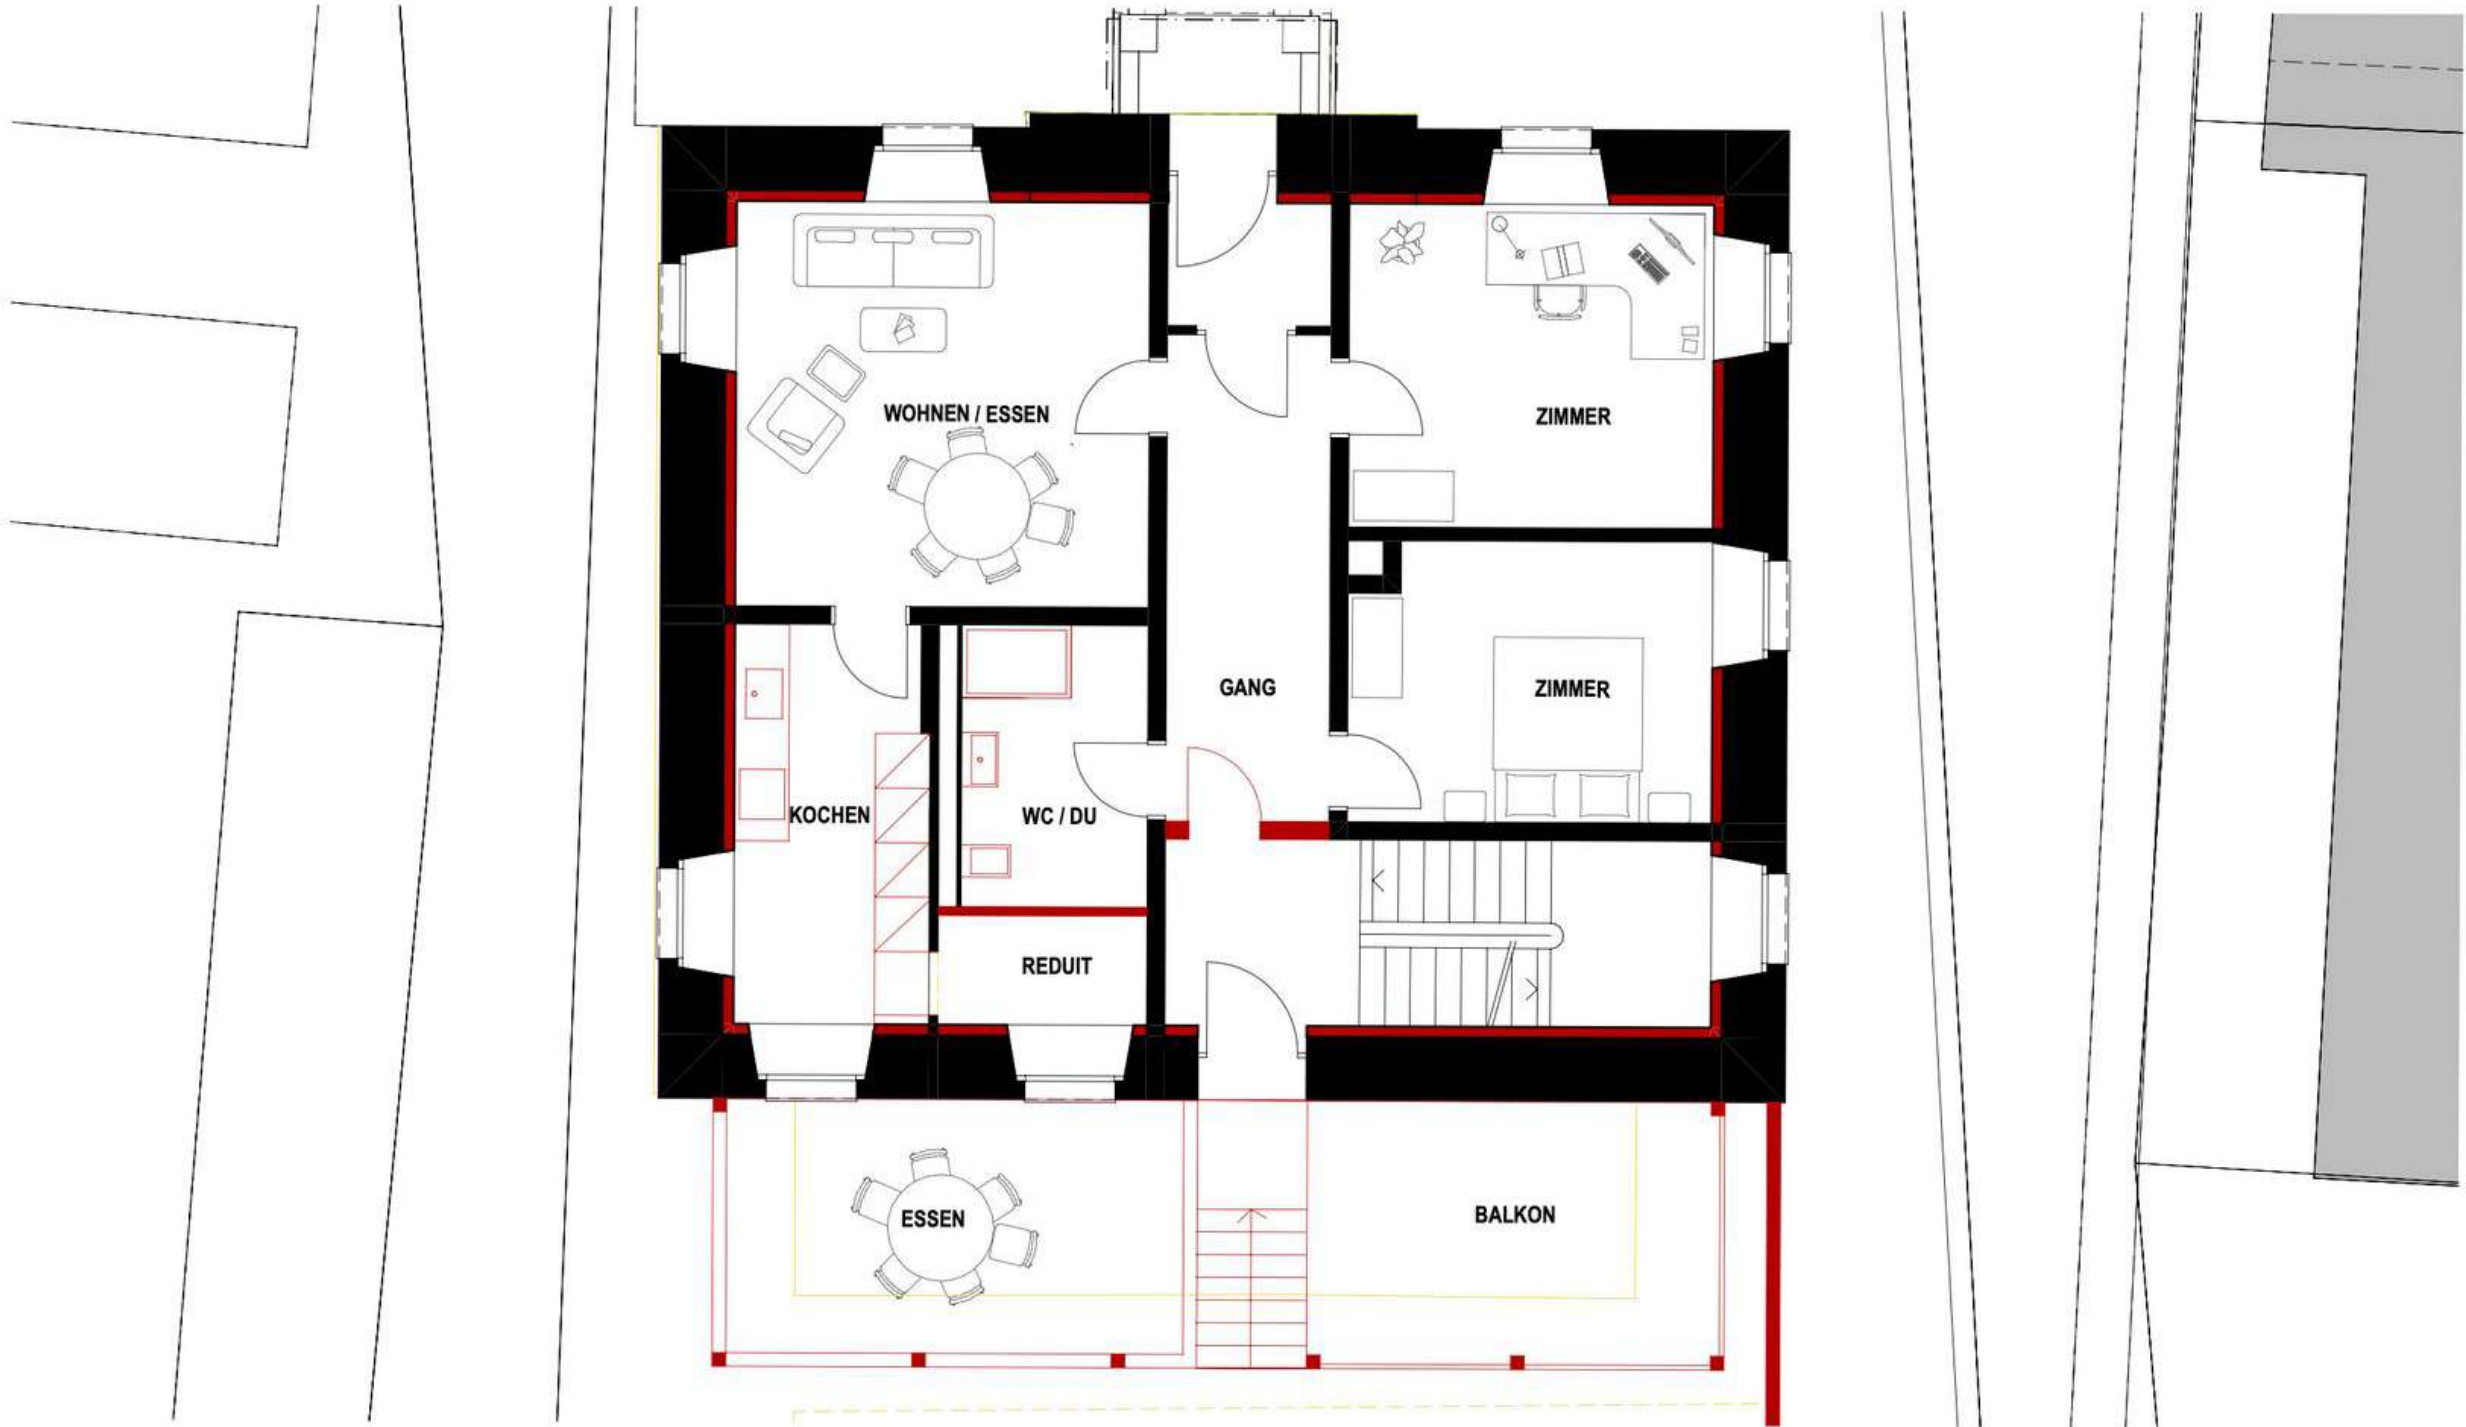 WOHNEN / ESSEN
ZIMMER
GANG
ZIMMER
KOCHEN
WC / DU
REDUIT
ESSEN
BALKON